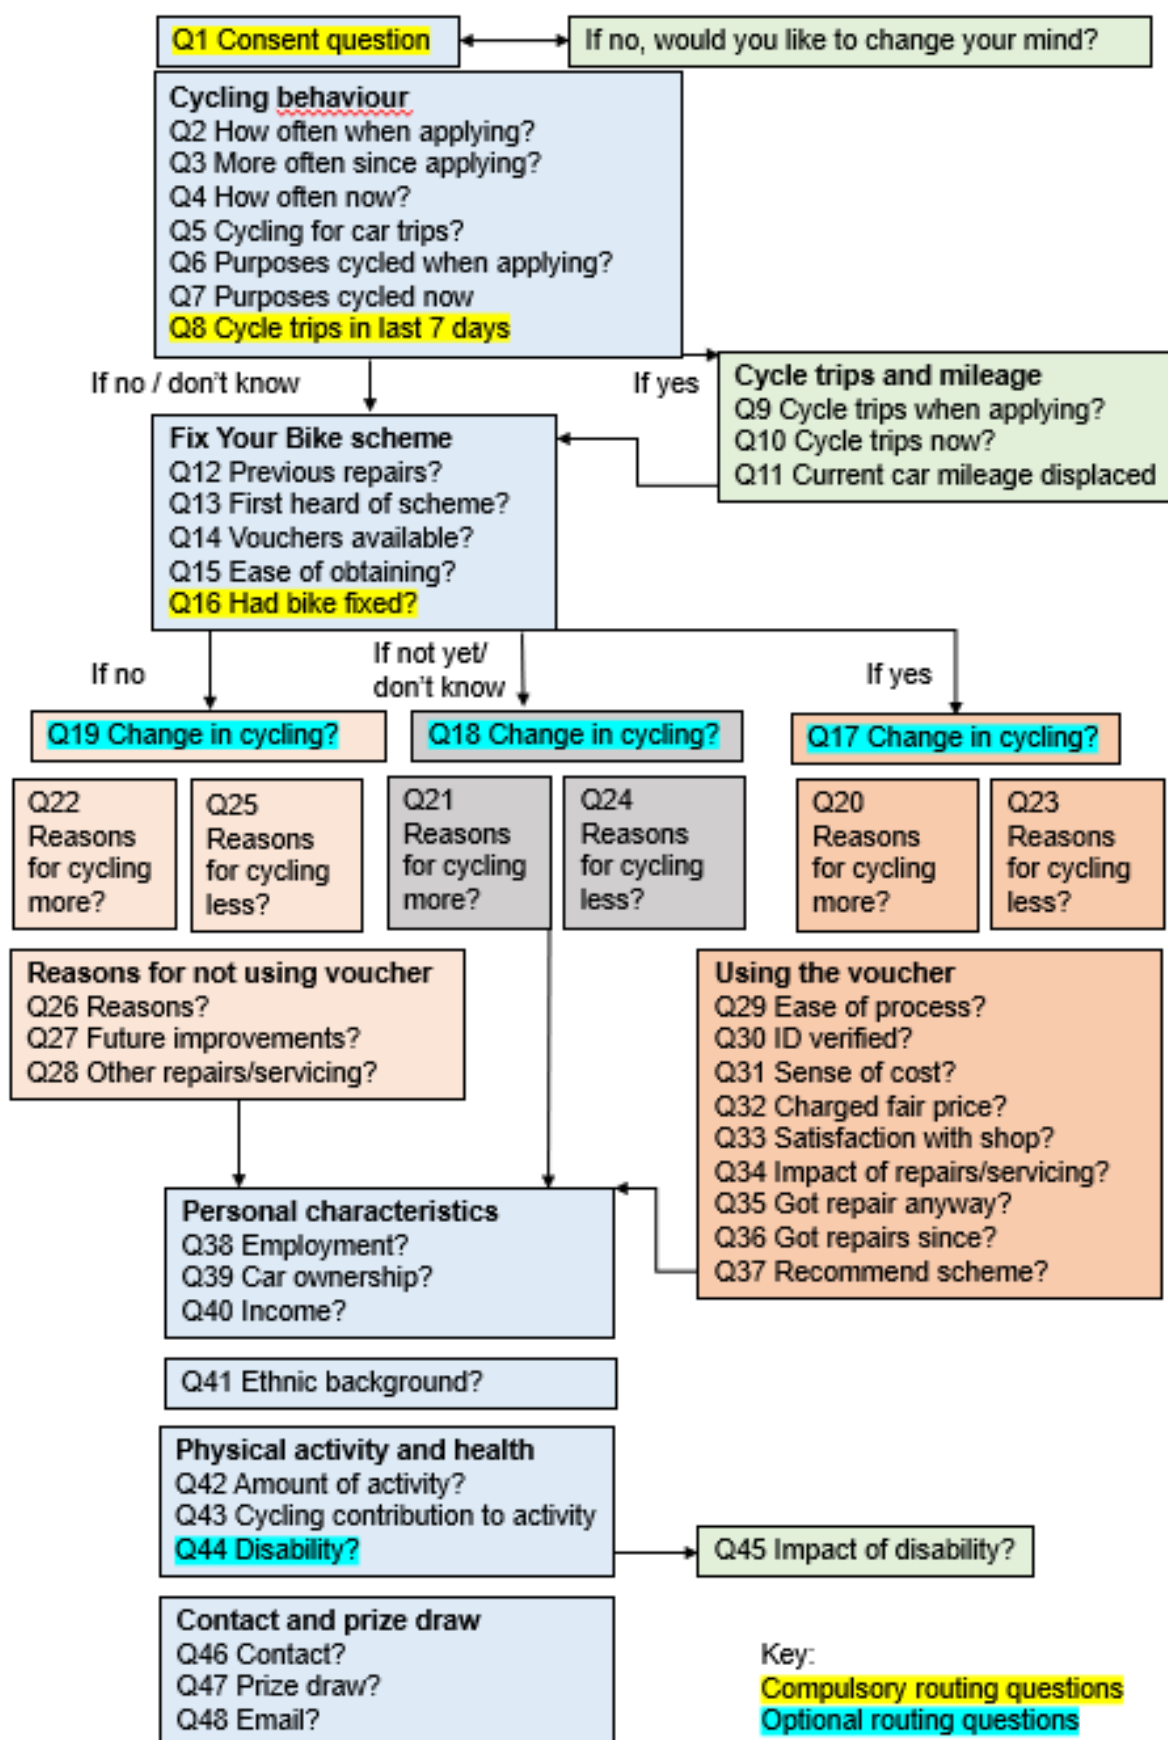 Q1 Consent question
If no, would you like to change your mind?
Cycling behaviour
Q2 How often when applying?
Q3 More often since applying?
Q4 How often now?
Q5 Cycling for car trips?
Q6 Purposes cycled when applying?
Q7 Purposes cycled now
Q8 Cycle trips in last 7 days
If no / don't know
If yes
Cycle trips and mileage
Q9 Cycle trips when applying?
Q10 Cycle trips now?
Q11 Current car mileage displaced
Fix Your Bike scheme
Q12 Previous repairs?
Q13 First heard of scheme?
Q14 Vouchers available?
Q15 Ease of obtaining?
Q16 Had bike fixed?
If no
If not yet/
don't know
If yes
Q19 Change in cycling?
Q18 Change in cycling?
Q17 Change in cycling?
Q22
Reasons
for cycling
more?
Q25
Reasons
for cycling
less?
Q21
Reasons
for cycling
more?
Q24
Reasons
for cycling
less?
Q20
Reasons
for cycling
more?
Q23
Reasons
for cycling
less?
Reasons for not using voucher
Q26 Reasons?
Q27 Future improvements?
Q28 Other repairs/servicing?
Using the voucher
Q29 Ease of process?
Q30 ID verified?
Q31 Sense of cost?
Q32 Charged fair price?
Q33 Satisfaction with shop?
Q34 Impact of repairs/servicing?
Q35 Got repair anyway?
Q36 Got repairs since?
Q37 Recommend scheme?
Personal characteristics
Q38 Employment?
Q39 Car ownership?
Q40 Income?
Q41 Ethnic background?
Physical activity and health
Q42 Amount of activity?
Q43 Cycling contribution to activity
Q44 Disability?
Q45 Impact of disability?
Contact and prize draw
Q46 Contact?
Q47 Prize draw?
Q48 Email?
Key:
Compulsory routing questions
Optional routing questions